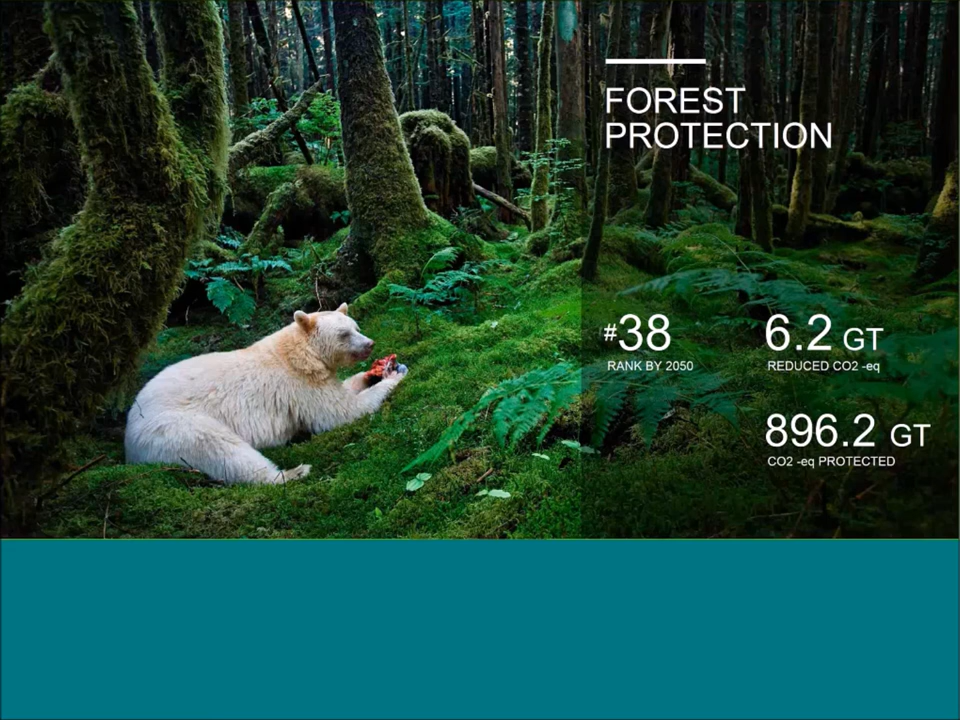 FOREST
PROTECTION
#38
RANK BY 2050
6.2 GT
REDUCED CO2 -eq
896.2 GT
CO2 -eq PROTECTED